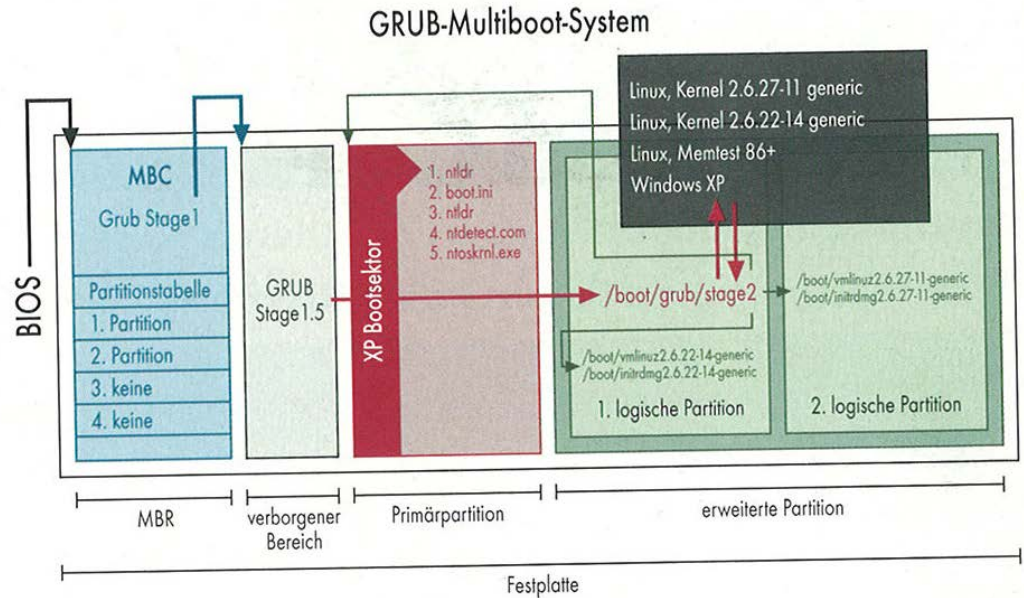 GRUB-Multiboot-System
Linux, Kernel 2.6.27-11 generic
Linux, Kernel 2.6.22-14 generic
Linux, Memtest 86+
Windows XP
BIOS
MBC
Grub Stage1
Partitionstabelle
1. Partition
2. Partition
3. keine
4. keine
GRUB
Stage1.5
XP Bootsektor
1. ntldr
2. boot.ini
3. ntldr
4. ntdetect.com
5. ntoskrnl.exe
/boot/grub/stage2
/boot/vmlinuz2.6.22-14-generic
/boot/initrdmg2.6.22-14-generic
1. logische Partition
/boot/vmlinuz2.6.27-11-generic
/boot/initrdmg2.6.27-11-generic
2. logische Partition
MBR
verborgener
Bereich
Primärpartition
erweiterte Partition
Festplatte